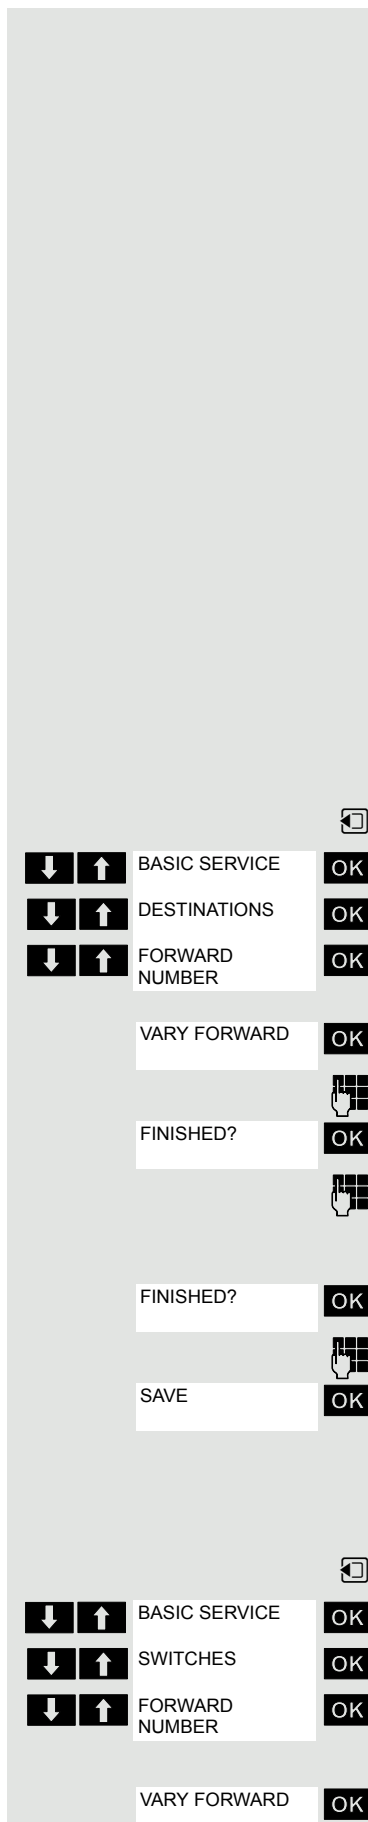 BASIC SERVICE OK
DESTINATIONS OK
FORWARD OK
NUMBER
VARY FORWARD OK
FINISHED? OK
FINISHED? OK
SAVE OK
BASIC SERVICE OK
SWITCHES OK
FORWARD OK
NUMBER
VARY FORWARD OK